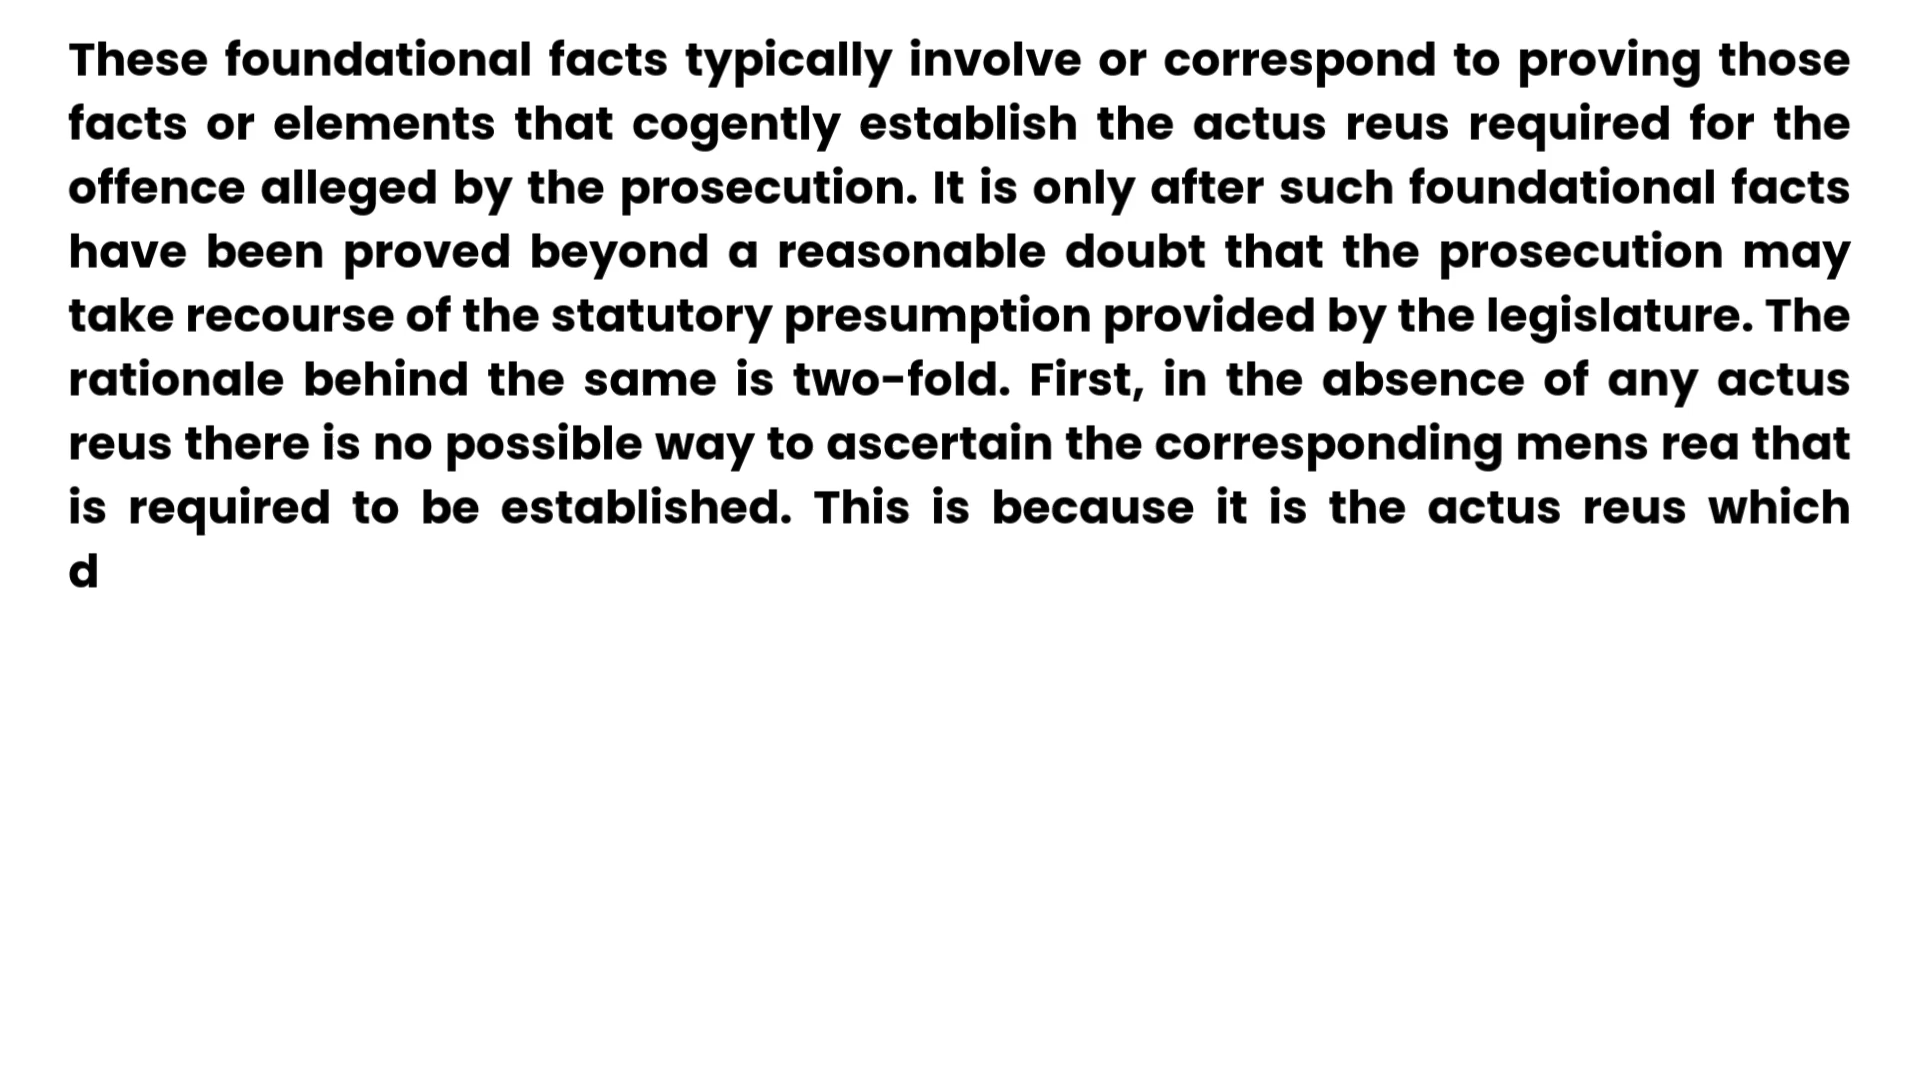 These foundational facts typically involve or correspond to proving those
facts or elements that cogently establish the actus reus required for the
offence alleged by the prosecution. It is only after such foundational facts
have been proved beyond a reasonable doubt that the prosecution may
take recourse of the statutory presumption provided by the legislature. The
rationale behind the same is two-fold. First, in the absence of any actus
reus there is no possible way to ascertain the corresponding mens rea that
is required to be established. This is because it is the actus reus which
d